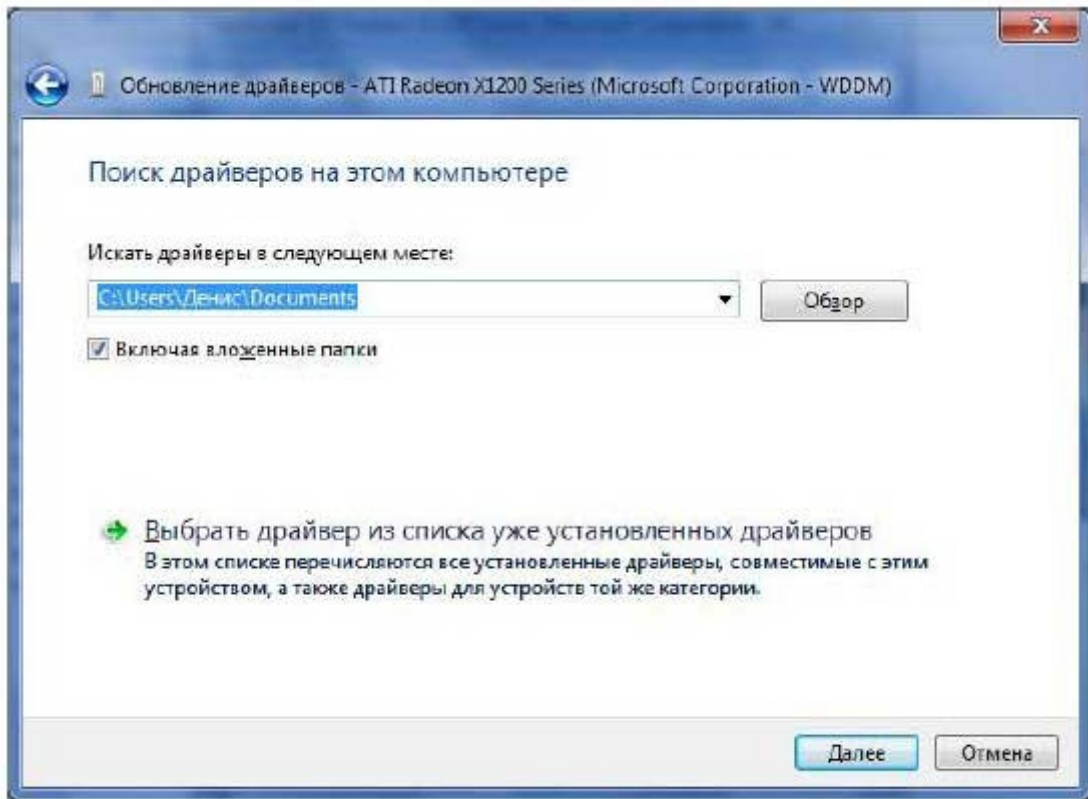 Обновление драйверов - ATI Radeon X1200 Series (Microsoft Corporation - WDDM)
Поиск драйверов на этом компьютере
Искать драйверы в следующем месте:
C:\Users\Денис\Documents
Обзор
Включая вложенные папки
Выбрать драйвер из списка уже установленных драйверов
В этом списке перечисляются все установленные драйверы, совместимые с этим
устройством, а также драйверы для устройств той же категории.
Далее
Отмена